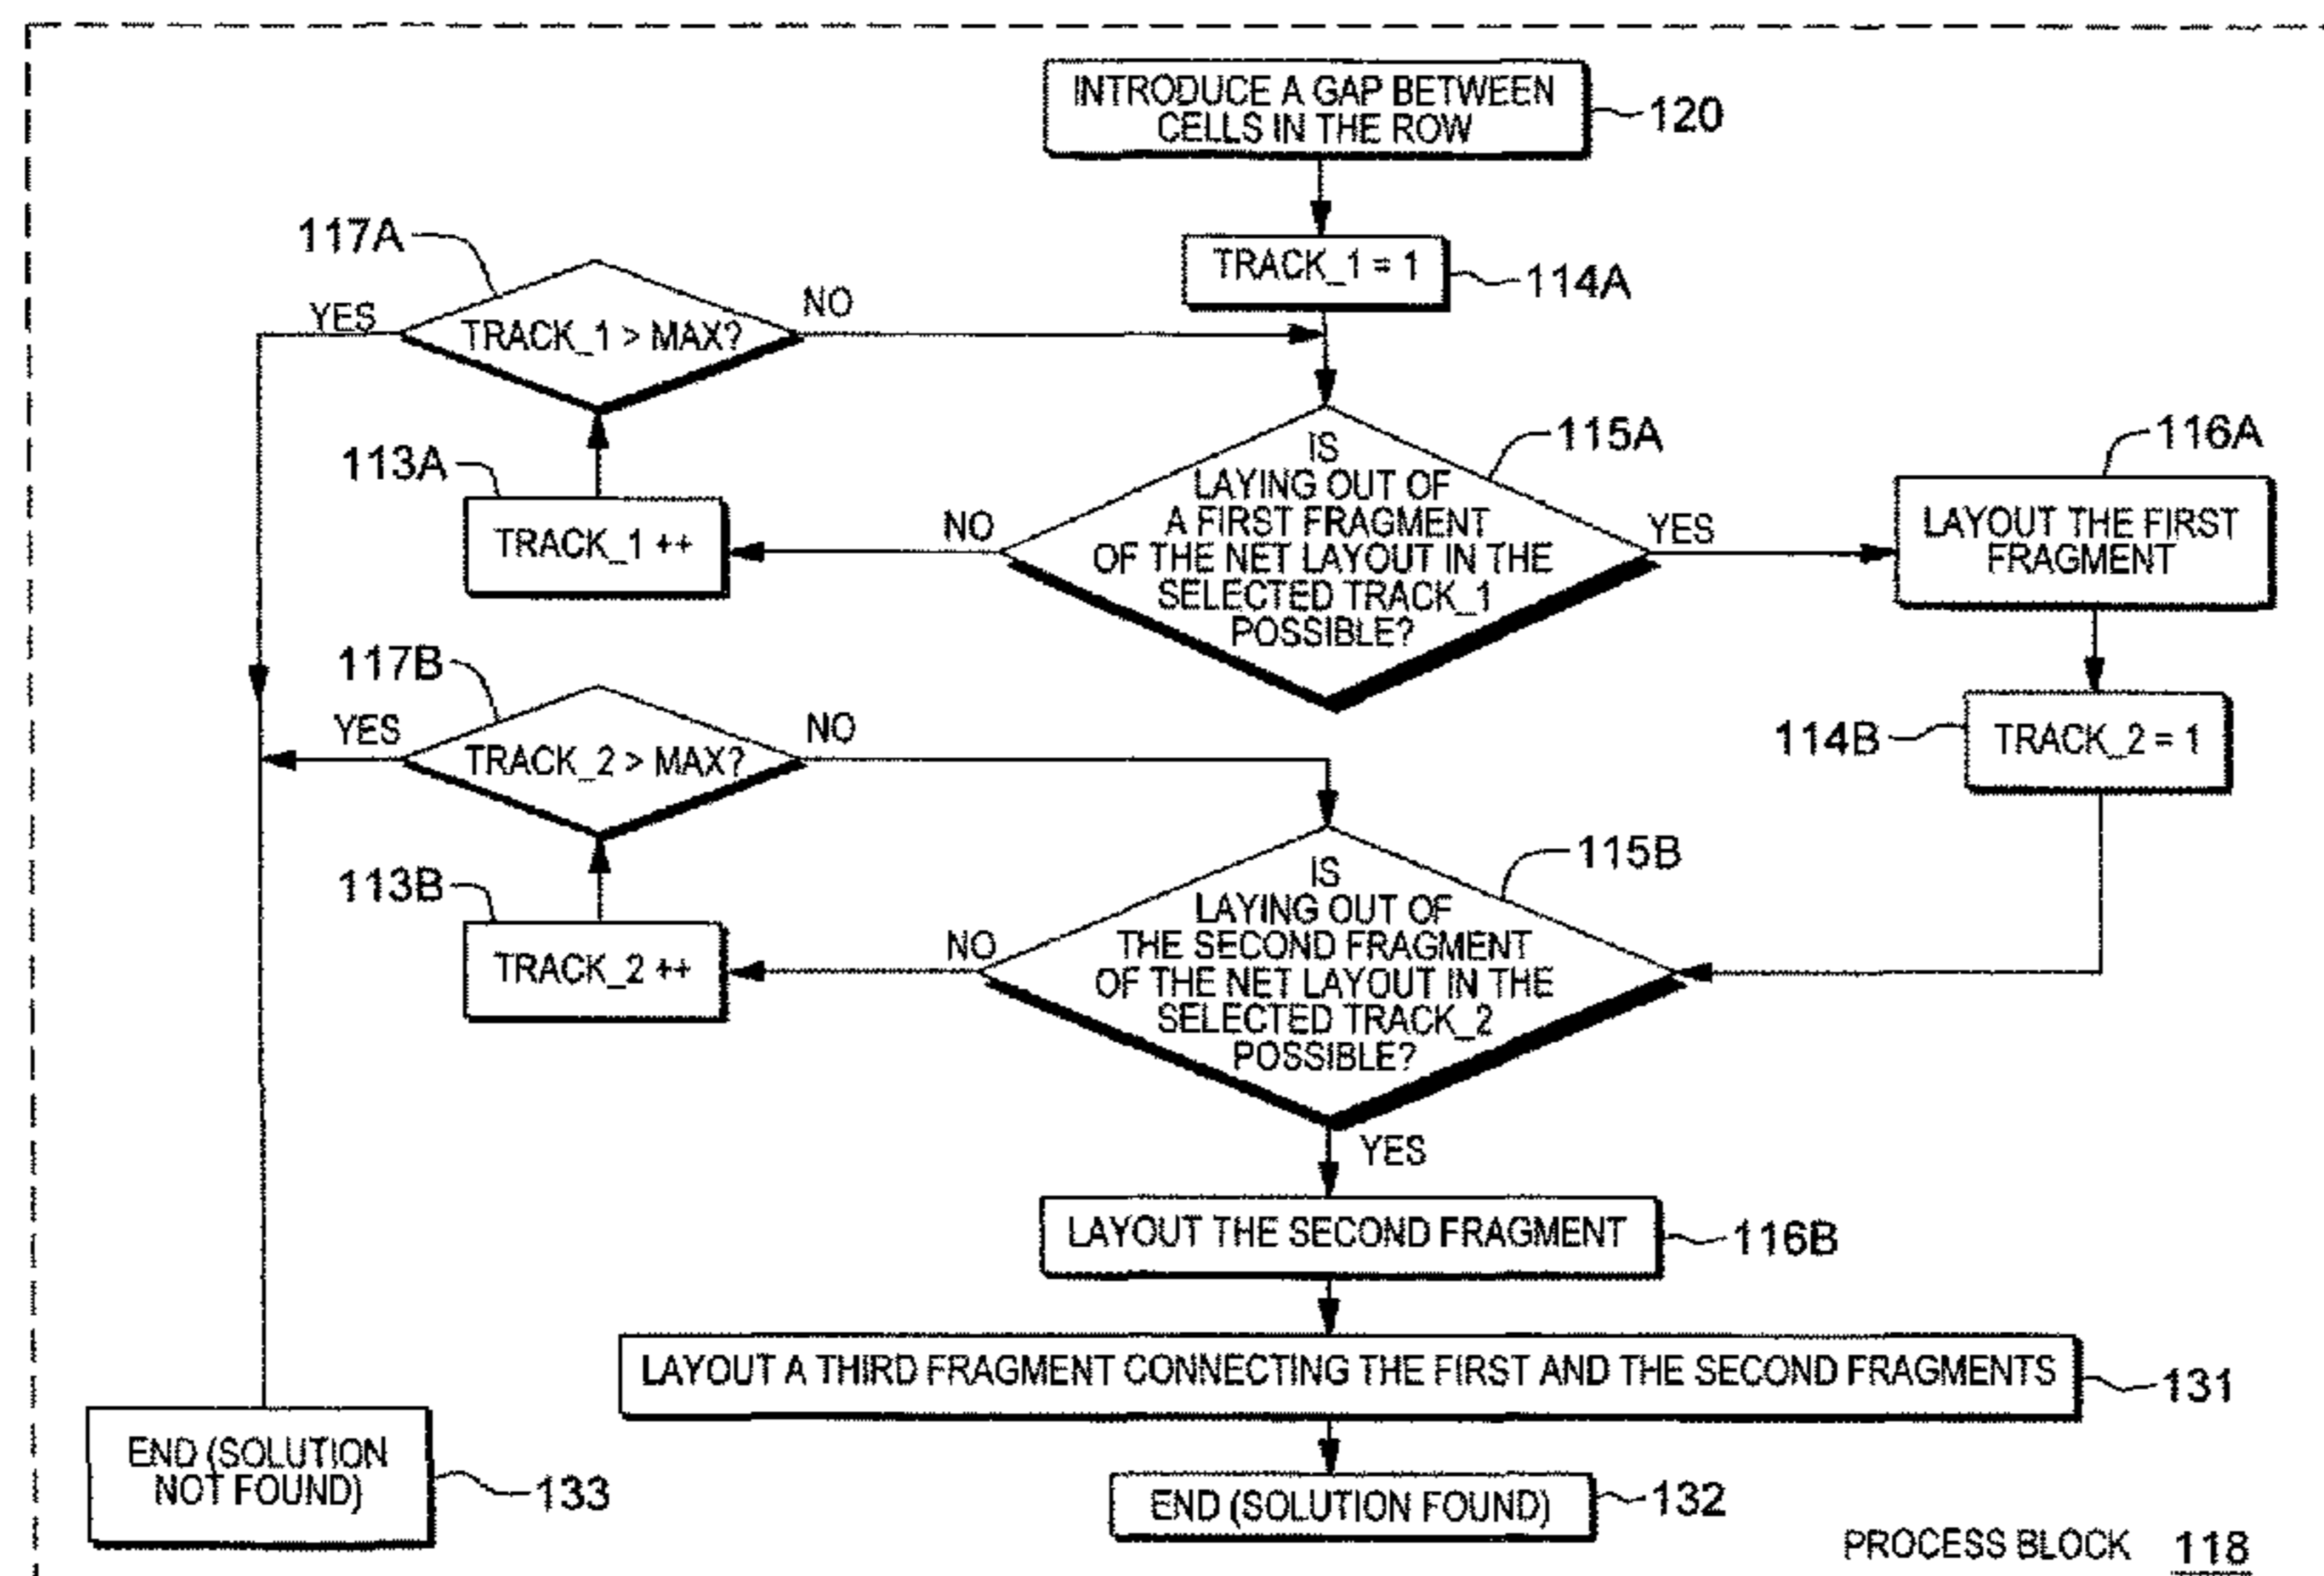 INTRODUCE A GAP BETWEEN
CELLS IN THE ROW
120
117A
TRACK_1 = 1
114A
YES
TRACK_1 > MAX?
NO
113A
TRACK_1 ++
NO
IS
LAYING OUT OF
A FIRST FRAGMENT
OF THE NET LAYOUT IN THE
SELECTED TRACK_1
POSSIBLE?
115A
YES
116A
LAYOUT THE FIRST
FRAGMENT
117B
YES
TRACK_2 > MAX?
NO
114B
TRACK_2 = 1
113B
TRACK_2 ++
NO
IS
LAYING OUT OF
THE SECOND FRAGMENT
OF THE NET LAYOUT IN THE
SELECTED TRACK_2
POSSIBLE?
115B
YES
LAYOUT THE SECOND FRAGMENT
116B
LAYOUT A THIRD FRAGMENT CONNECTING THE FIRST AND THE SECOND FRAGMENTS
131
END (SOLUTION
NOT FOUND)
133
END (SOLUTION FOUND)
132
PROCESS BLOCK 118